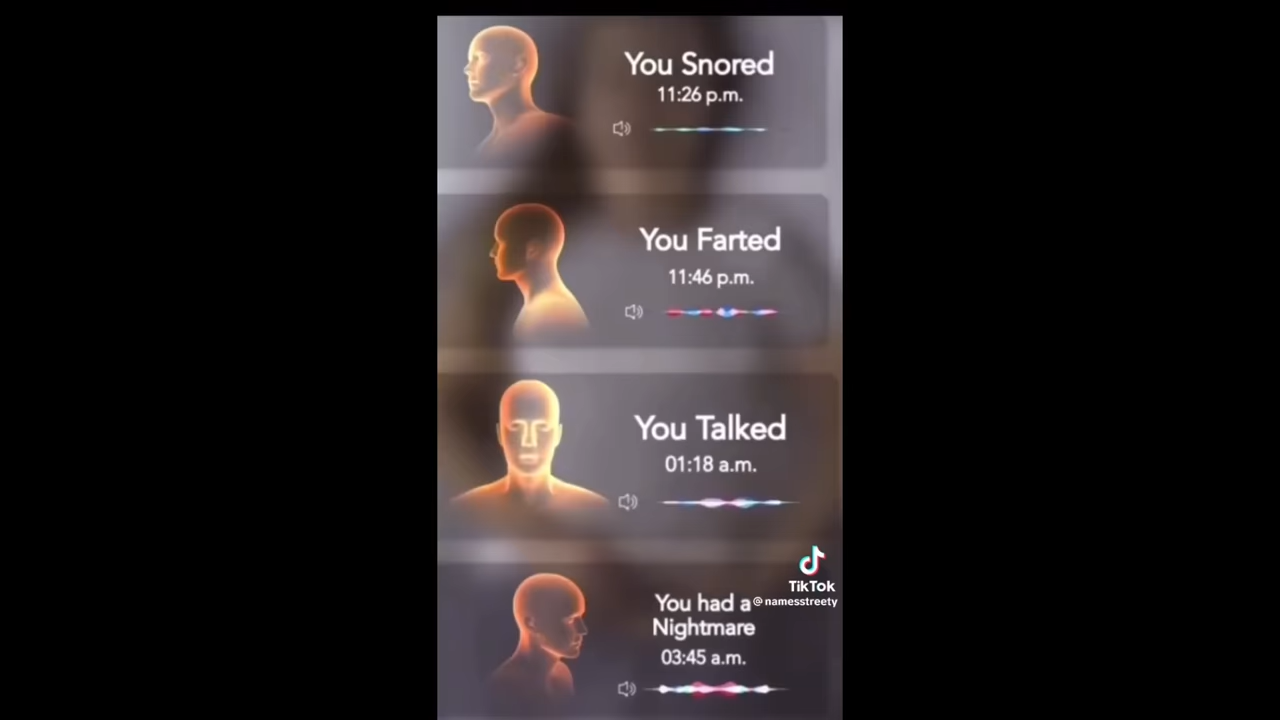 You Snored
11:26 p.m.
You Farted
11:46 p.m.
You Talked
01:18 a.m.
TikTok
@namesstreety
You had a
Nightmare
03:45 a.m.